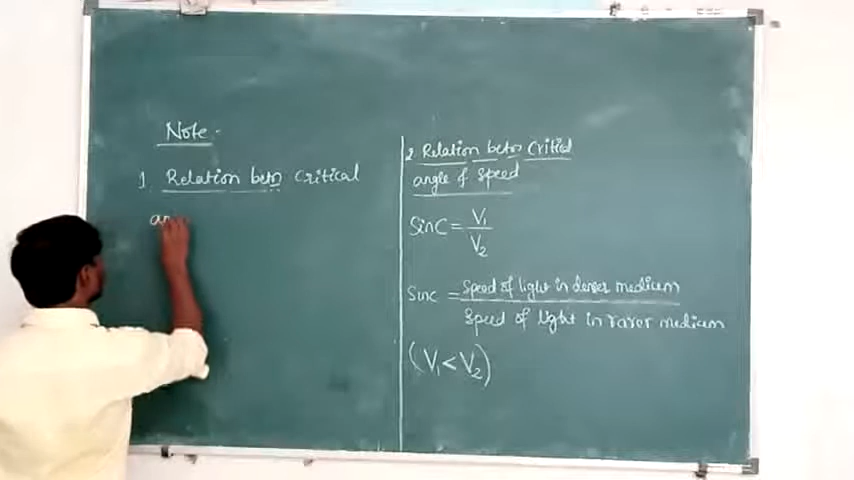 Note.
1. Relation betn Critical
an
2. Relation betn Critical
angle & Speed
SinC = V₁/V₂
Sinc = Speed of light in denser medium / Speed of light in rarer medium
(V₁ < V₂)